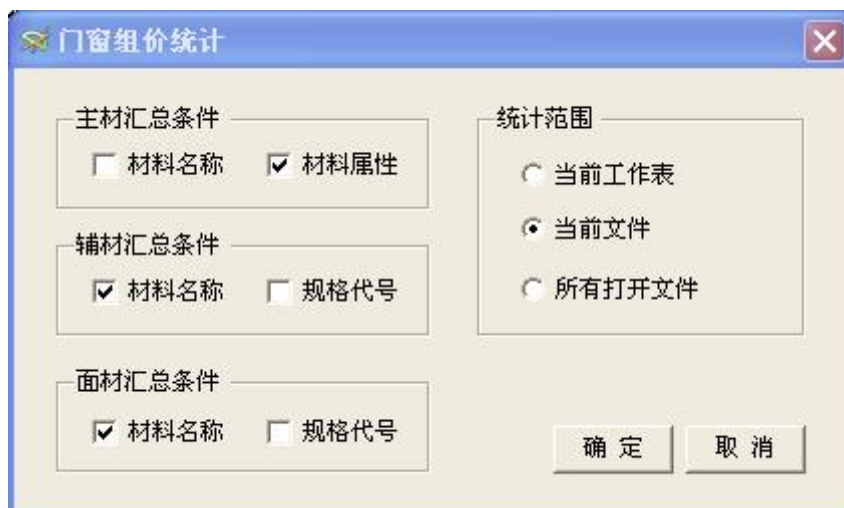 门窗组价统计
主材汇总条件
材料名称 材料属性
辅材汇总条件
材料名称 规格代号
面材汇总条件
材料名称 规格代号
统计范围
当前工作表
当前文件
所有打开文件
确定 取消